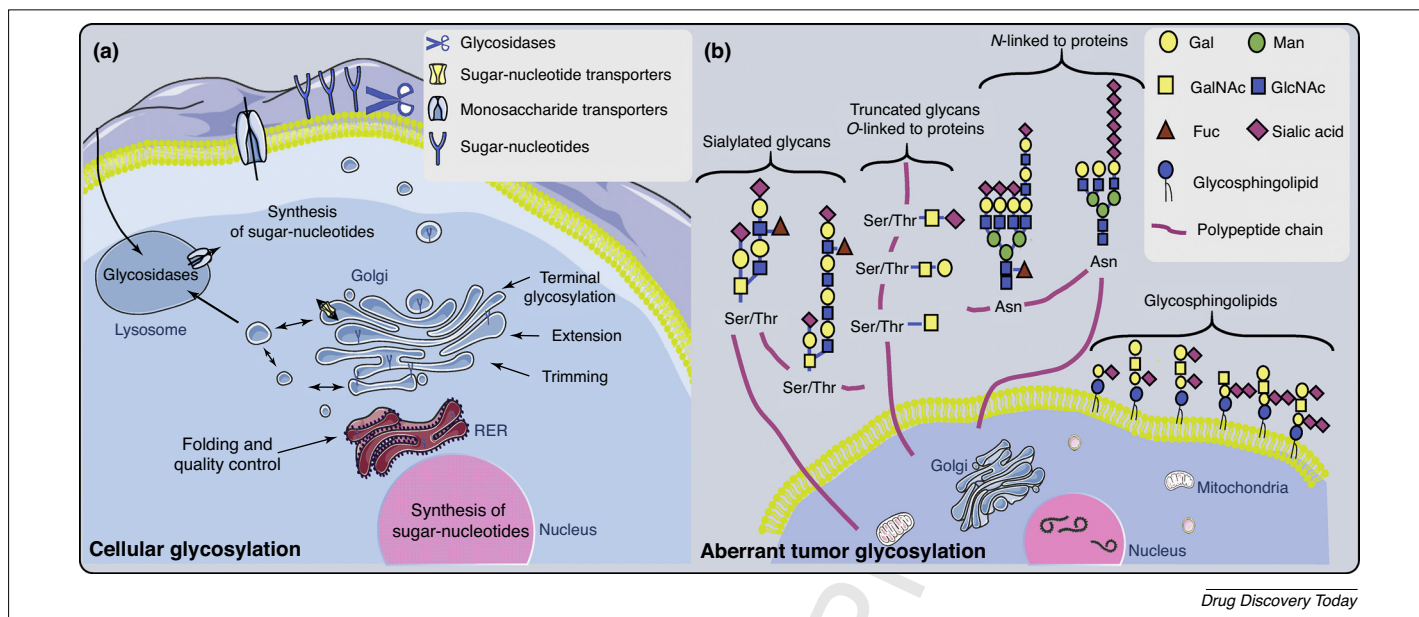 (a)
Glycosidases
Sugar-nucleotide transporters
Monosaccharide transporters
Sugar-nucleotides
Synthesis
of sugar-nucleotides
Glycosidases
Lysosome
Golgi
Terminal
glycosylation
Extension
Trimming
RER
Folding and
quality control
Synthesis of
sugar-nucleotides
Nucleus
Cellular glycosylation
(b)
N-linked to proteins
Truncated glycans
O-linked to proteins
Sialylated glycans
Gal
Man
GalNAc
GlcNAc
Fuc
Sialic acid
Glycosphingolipid
Polypeptide chain
Ser/Thr
Ser/Thr
Ser/Thr
Ser/Thr
Ser/Thr
Asn
Asn
Glycosphingolipids
Golgi
Mitochondria
Nucleus
Aberrant tumor glycosylation
Drug Discovery Today